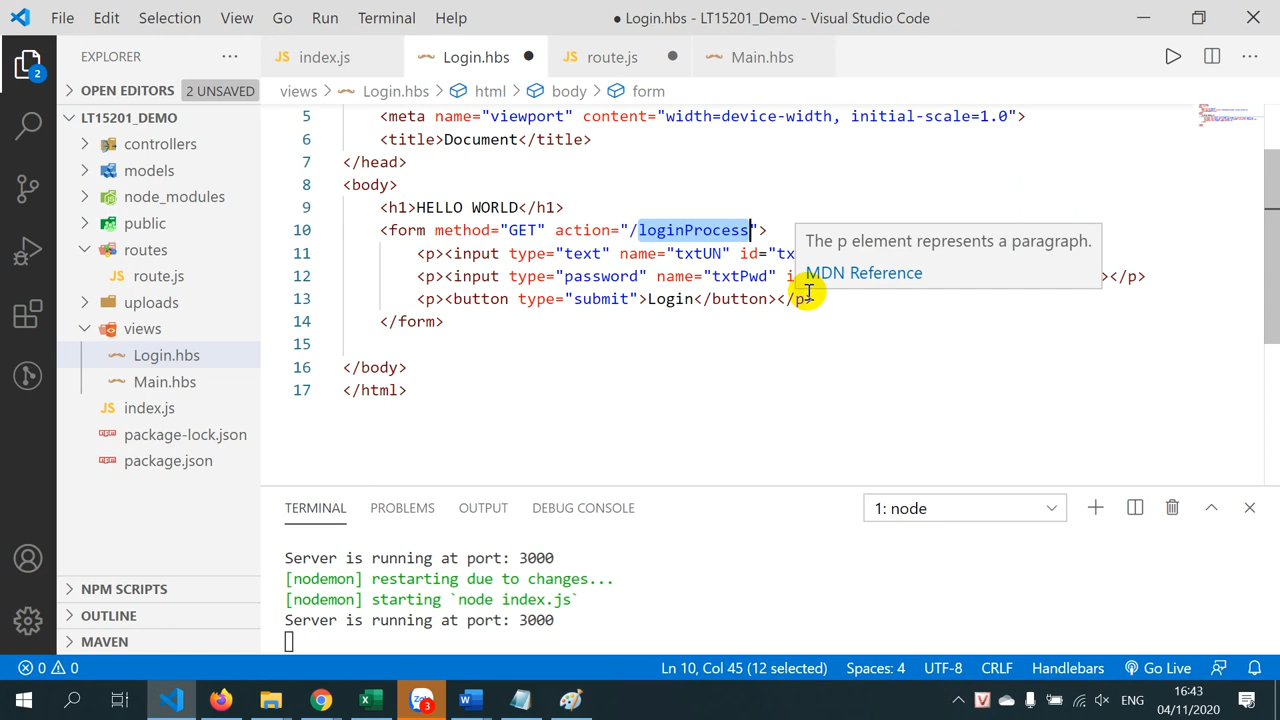 File Edit Selection View Go Run Terminal Help
● Login.hbs - LT15201_Demo - Visual Studio Code
EXPLORER ···
JS index.js
Login.hbs ●
JS route.js ●
Main.hbs
2
OPEN EDITORS 2 UNSAVED
views > Login.hbs > html > body > form
LT15201_DEMO
controllers
models
node_modules
public
routes
route.js
uploads
views
Login.hbs
Main.hbs
JS index.js
package-lock.json
package.json
NPM SCRIPTS
OUTLINE
MAVEN
5 <meta name="viewport" content="width=device-width, initial-scale=1.0">
6 <title>Document</title>
7 </head>
8 <body>
9 <h1>HELLO WORLD</h1>
10 <form method="GET" action="/loginProcess">
11 <p><input type="text" name="txtUN" id="tx
12 <p><input type="password" name="txtPwd" i ></p>
13 <p><button type="submit">Login</button></p>
14 </form>
15
16 </body>
17 </html>
The p element represents a paragraph.
MDN Reference
TERMINAL PROBLEMS OUTPUT DEBUG CONSOLE
1: node
Server is running at port: 3000
[nodemon] restarting due to changes...
[nodemon] starting `node index.js`
Server is running at port: 3000
0 0 Ln 10, Col 45 (12 selected) Spaces: 4 UTF-8 CRLF Handlebars Go Live
Zalo 3
ENG
16:43
04/11/2020